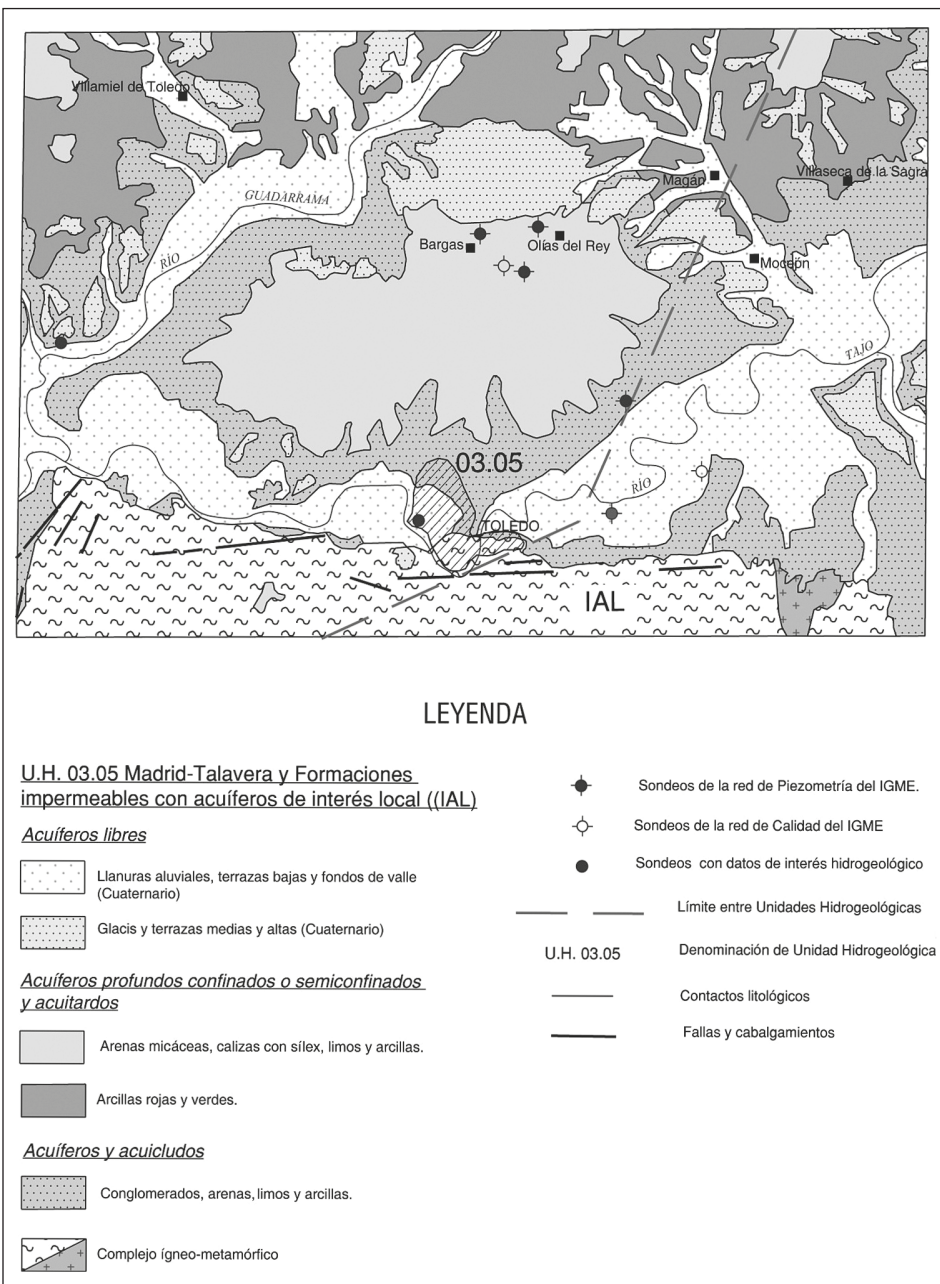 Villamiel de Toledo
GUADARRAMA
RÍO
Magán
Villaseca de la Sagra
Bargas
Olías del Rey
Mocejón
TAJO
03.05
RÍO
TOLEDO
IAL
LEYENDA
U.H. 03.05 Madrid-Talavera y Formaciones
impermeables con acuíferos de interés local ((IAL)
Acuíferos libres
Llanuras aluviales, terrazas bajas y fondos de valle
(Cuaternario)
Glacis y terrazas medias y altas (Cuaternario)
Acuíferos profundos confinados o semiconfinados
y acuitardos
Arenas micáceas, calizas con sílex, limos y arcillas.
Arcillas rojas y verdes.
Acuíferos y acuicludos
Conglomerados, arenas, limos y arcillas.
Complejo ígneo-metamórfico
Sondeos de la red de Piezometría del IGME.
Sondeos de la red de Calidad del IGME
Sondeos con datos de interés hidrogeológico
Límite entre Unidades Hidrogeológicas
U.H. 03.05 Denominación de Unidad Hidrogeológica
Contactos litológicos
Fallas y cabalgamientos